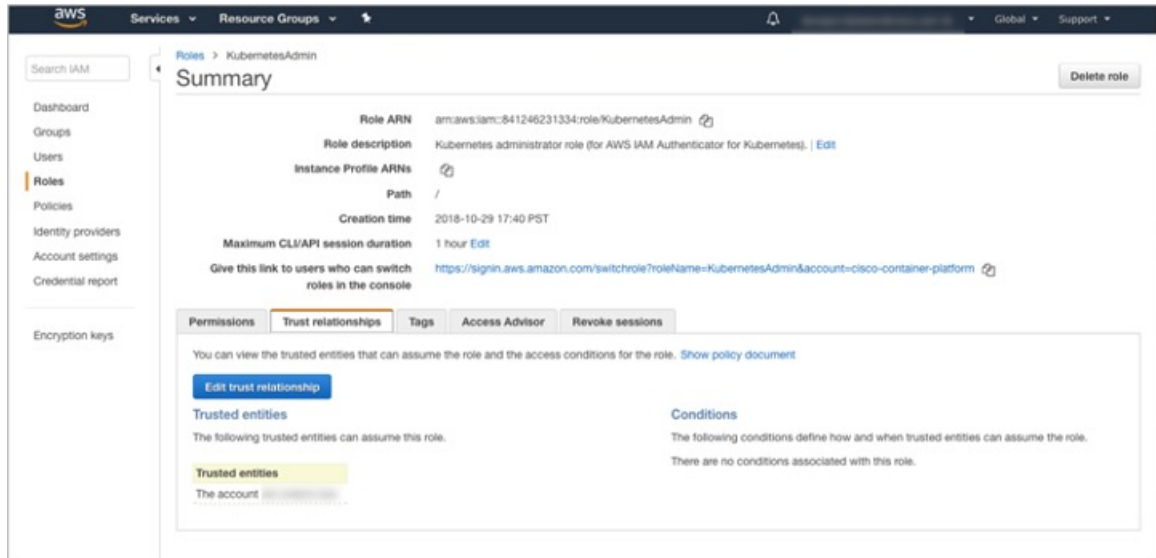 aws
Services
Resource Groups
Global
Support
Search IAM
Dashboard
Groups
Users
Roles
Policies
Identity providers
Account settings
Credential report
Encryption keys
Roles > KubernetesAdmin
Summary
Delete role
Role ARN arn:aws:iam::841246231334:role/KubernetesAdmin
Role description Kubernetes administrator role (for AWS IAM Authenticator for Kubernetes). | Edit
Instance Profile ARNs
Path /
Creation time 2018-10-29 17:40 PST
Maximum CLI/API session duration 1 hour Edit
Give this link to users who can switch https://signin.aws.amazon.com/switchrole?roleName=KubernetesAdmin&account=cisco-container-platform
roles in the console
Permissions Trust relationships Tags Access Advisor Revoke sessions
You can view the trusted entities that can assume the role and the access conditions for the role. Show policy document
Edit trust relationship
Trusted entities
The following trusted entities can assume this role.
Trusted entities
The account
Conditions
The following conditions define how and when trusted entities can assume the role.
There are no conditions associated with this role.